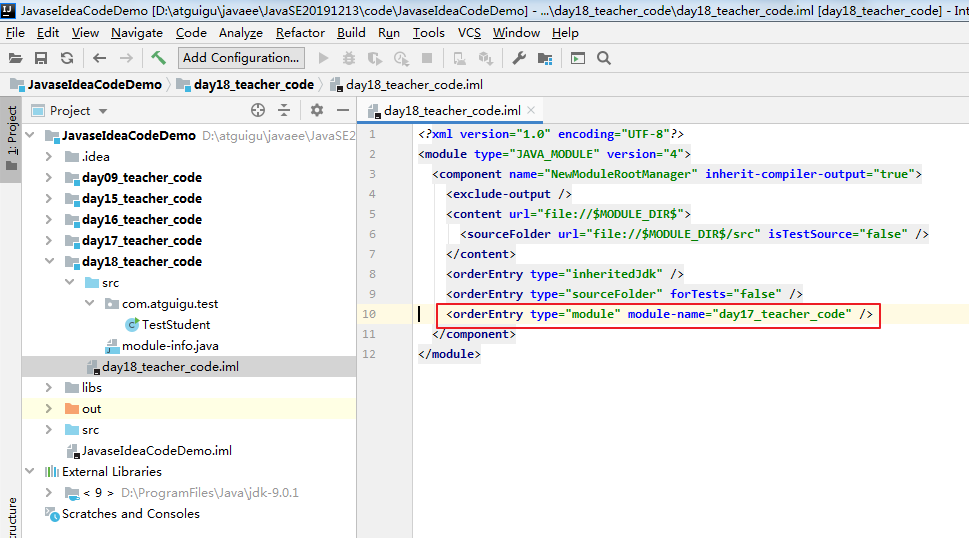 JavaseIdeaCodeDemo [D:\atguigu\javaee\JavaSE20191213\code\JavaseIdeaCodeDemo] - ...\day18_teacher_code\day18_teacher_code.iml [day18_teacher_code] - Int
File Edit View Navigate Code Analyze Refactor Build Run Tools VCS Window Help
Add Configuration...
JavaseIdeaCodeDemo day18_teacher_code day18_teacher_code.iml
1: Project
Project
JavaseIdeaCodeDemo D:\atguigu\javaee\JavaSE2
.idea
day09_teacher_code
day15_teacher_code
day16_teacher_code
day17_teacher_code
day18_teacher_code
src
com.atguigu.test
TestStudent
module-info.java
day18_teacher_code.iml
libs
out
src
JavaseIdeaCodeDemo.iml
External Libraries
< 9 > D:\ProgramFiles\Java\jdk-9.0.1
Scratches and Consoles
ructure
day18_teacher_code.iml
1 <?xml version="1.0" encoding="UTF-8"?>
2 <module type="JAVA_MODULE" version="4">
3 <component name="NewModuleRootManager" inherit-compiler-output="true">
4 <exclude-output />
5 <content url="file://$MODULE_DIR$">
6 <sourceFolder url="file://$MODULE_DIR$/src" isTestSource="false" />
7 </content>
8 <orderEntry type="inheritedJdk" />
9 <orderEntry type="sourceFolder" forTests="false" />
10 <orderEntry type="module" module-name="day17_teacher_code" />
11 </component>
12 </module>